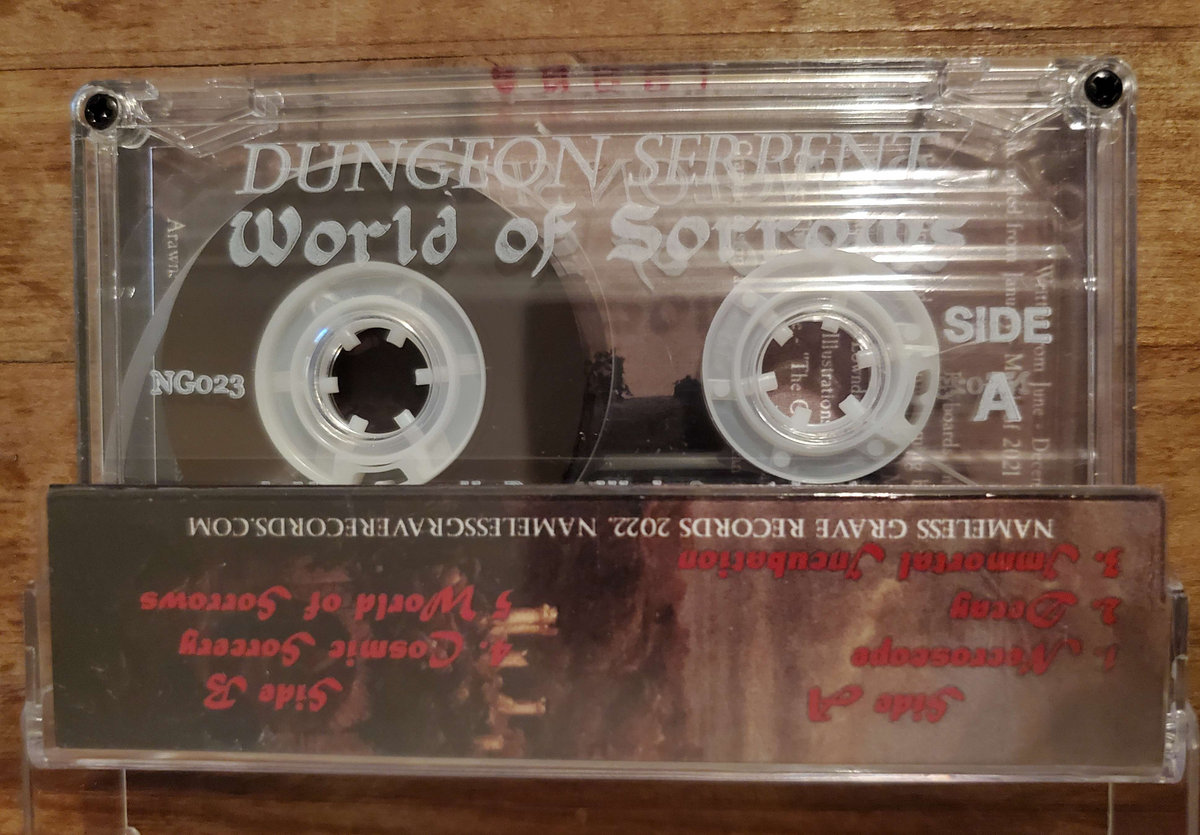 DUNGEON SERPENT
World of Sorrows
SIDE
A
NG023
Side A
1. Necroscope
2. Decay
3. Immortal Incubation
Side B
4. Cosmic Sorcery
5. World of Sorrows
NAMELESS GRAVE RECORDS 2022. NAMELESSGRAVERECORDS.COM